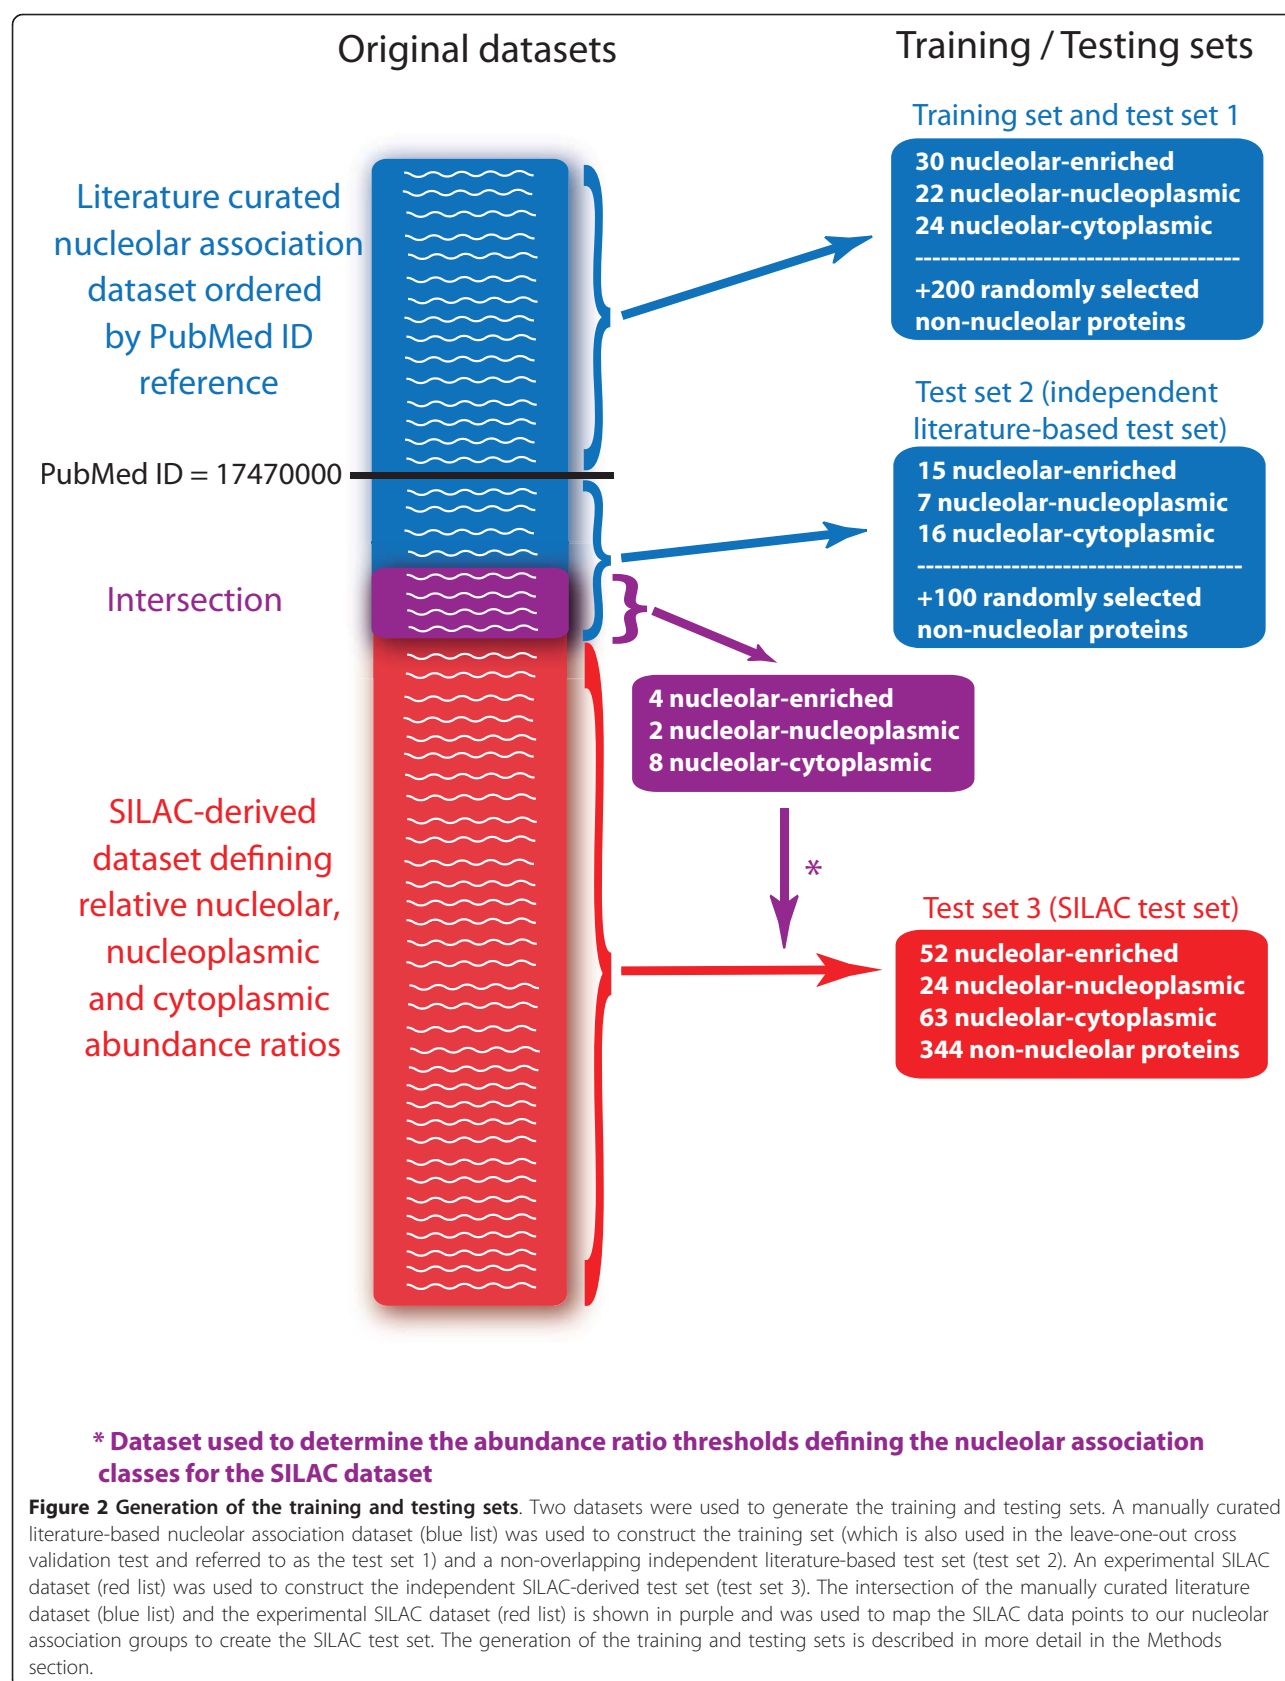 Original datasets
Training / Testing sets
Literature curated
nucleolar association
dataset ordered
by PubMed ID
reference
PubMed ID = 17470000
Intersection
SILAC-derived
dataset defining
relative nucleolar,
nucleoplasmic
and cytoplasmic
abundance ratios
Training set and test set 1
30 nucleolar-enriched
22 nucleolar-nucleoplasmic
24 nucleolar-cytoplasmic
--------------------------------------
+200 randomly selected
non-nucleolar proteins
Test set 2 (independent
literature-based test set)
15 nucleolar-enriched
7 nucleolar-nucleoplasmic
16 nucleolar-cytoplasmic
--------------------------------------
+100 randomly selected
non-nucleolar proteins
4 nucleolar-enriched
2 nucleolar-nucleoplasmic
8 nucleolar-cytoplasmic
*
Test set 3 (SILAC test set)
52 nucleolar-enriched
24 nucleolar-nucleoplasmic
63 nucleolar-cytoplasmic
344 non-nucleolar proteins
* Dataset used to determine the abundance ratio thresholds defining the nucleolar association
classes for the SILAC dataset
Figure 2 Generation of the training and testing sets. Two datasets were used to generate the training and testing sets. A manually curated
literature-based nucleolar association dataset (blue list) was used to construct the training set (which is also used in the leave-one-out cross
validation test and referred to as the test set 1) and a non-overlapping independent literature-based test set (test set 2). An experimental SILAC
dataset (red list) was used to construct the independent SILAC-derived test set (test set 3). The intersection of the manually curated literature
dataset (blue list) and the experimental SILAC dataset (red list) is shown in purple and was used to map the SILAC data points to our nucleolar
association groups to create the SILAC test set. The generation of the training and testing sets is described in more detail in the Methods
section.